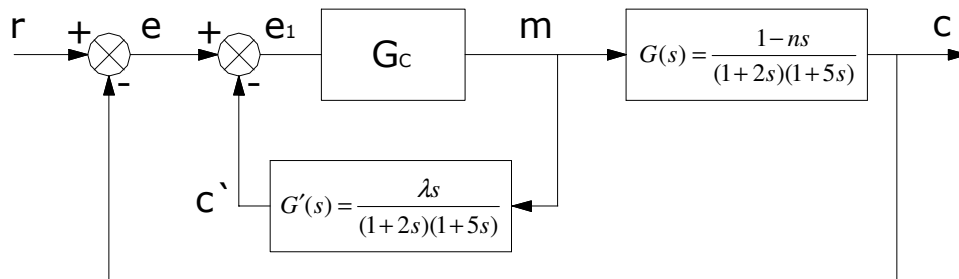 r + e + e₁ Gc m G(s) = (1−ns)/((1+2s)(1+5s)) c
- -
c` G′(s) = λs/((1+2s)(1+5s))